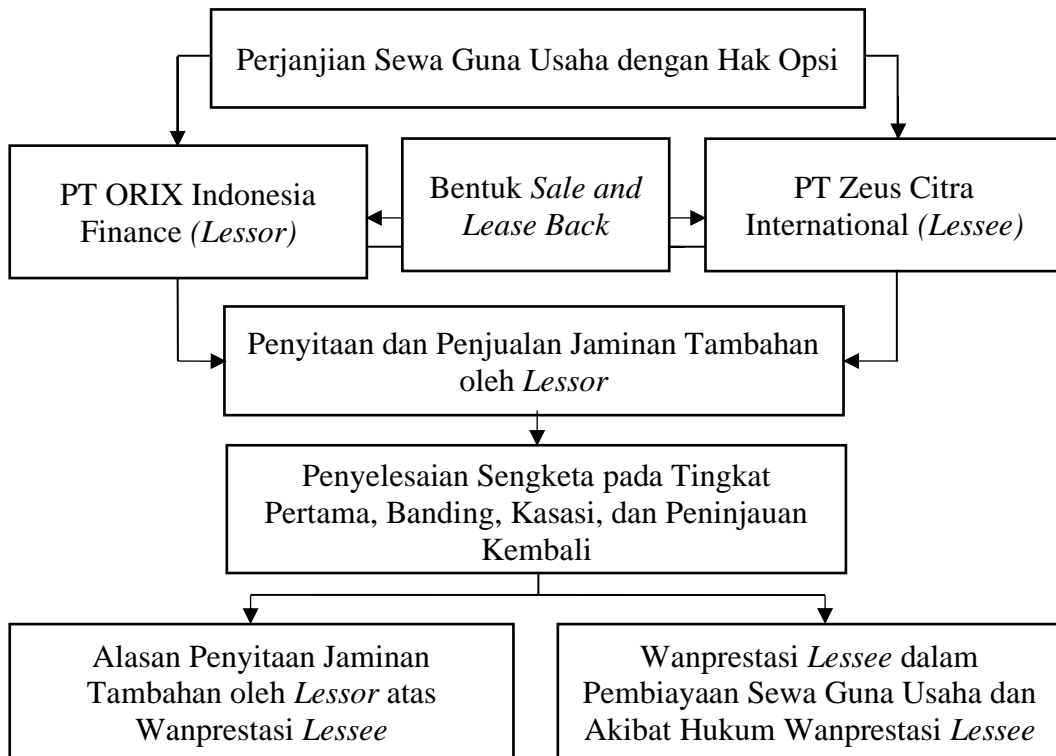 Perjanjian Sewa Guna Usaha dengan Hak Opsi
PT ORIX Indonesia
Finance (Lessor)
Bentuk Sale and
Lease Back
PT Zeus Citra
International (Lessee)
Penyitaan dan Penjualan Jaminan Tambahan
oleh Lessor
Penyelesaian Sengketa pada Tingkat
Pertama, Banding, Kasasi, dan Peninjauan
Kembali
Alasan Penyitaan Jaminan
Tambahan oleh Lessor atas
Wanprestasi Lessee
Wanprestasi Lessee dalam
Pembiayaan Sewa Guna Usaha dan
Akibat Hukum Wanprestasi Lessee